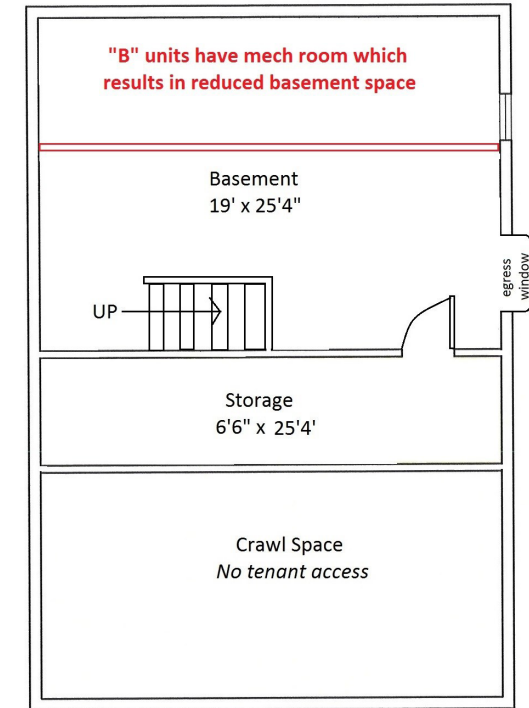 "B" units have mech room which
results in reduced basement space
Basement
19' x 25'4"
egress
window
UP
Storage
6'6" x 25'4'
Crawl Space
No tenant access